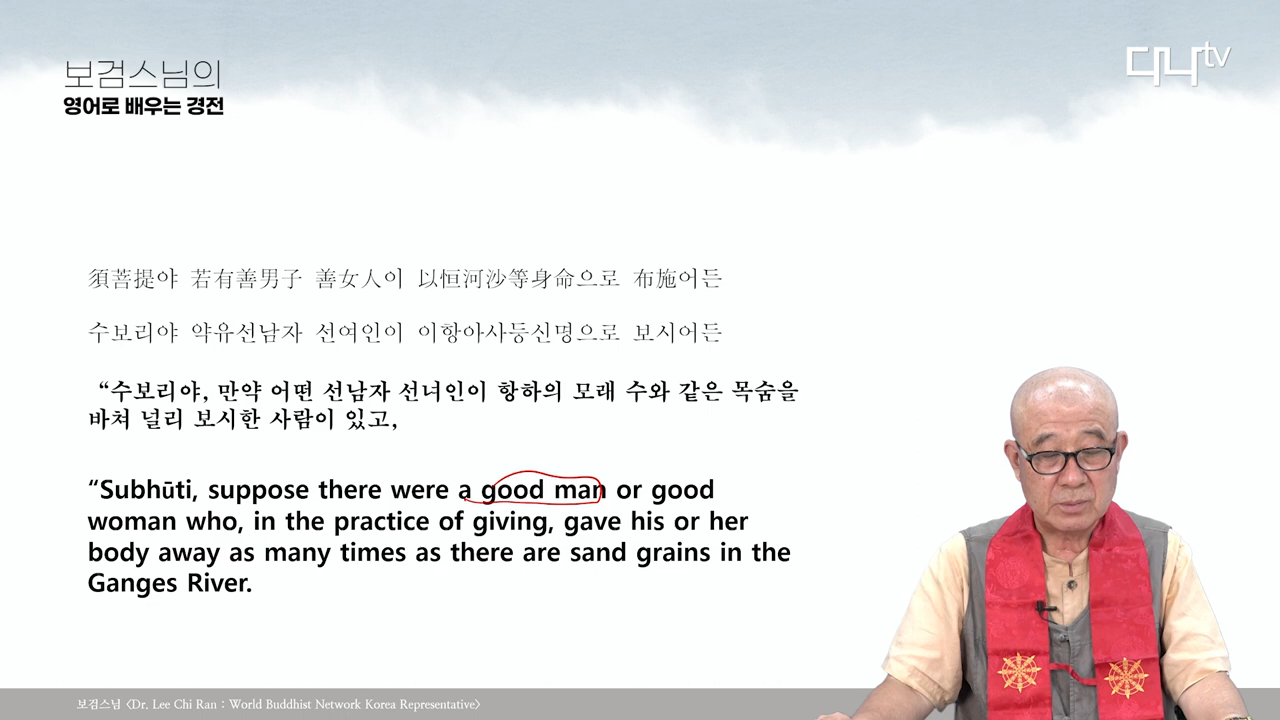 보검스님의
영어로 배우는 경전
디나tv
須菩提야 若有善男子 善女人이 以恒河沙等身命으로 布施어든
수보리야 약유선남자 선여인이 이항아사등신명으로 보시어든
“수보리야, 만약 어떤 선남자 선녀인이 항하의 모래 수와 같은 목숨을
바쳐 널리 보시한 사람이 있고,
“Subhūti, suppose there were a good man or good
woman who, in the practice of giving, gave his or her
body away as many times as there are sand grains in the
Ganges River.
보검스님 <Dr. Lee Chi Ran : World Buddhist Network Korea Representative>